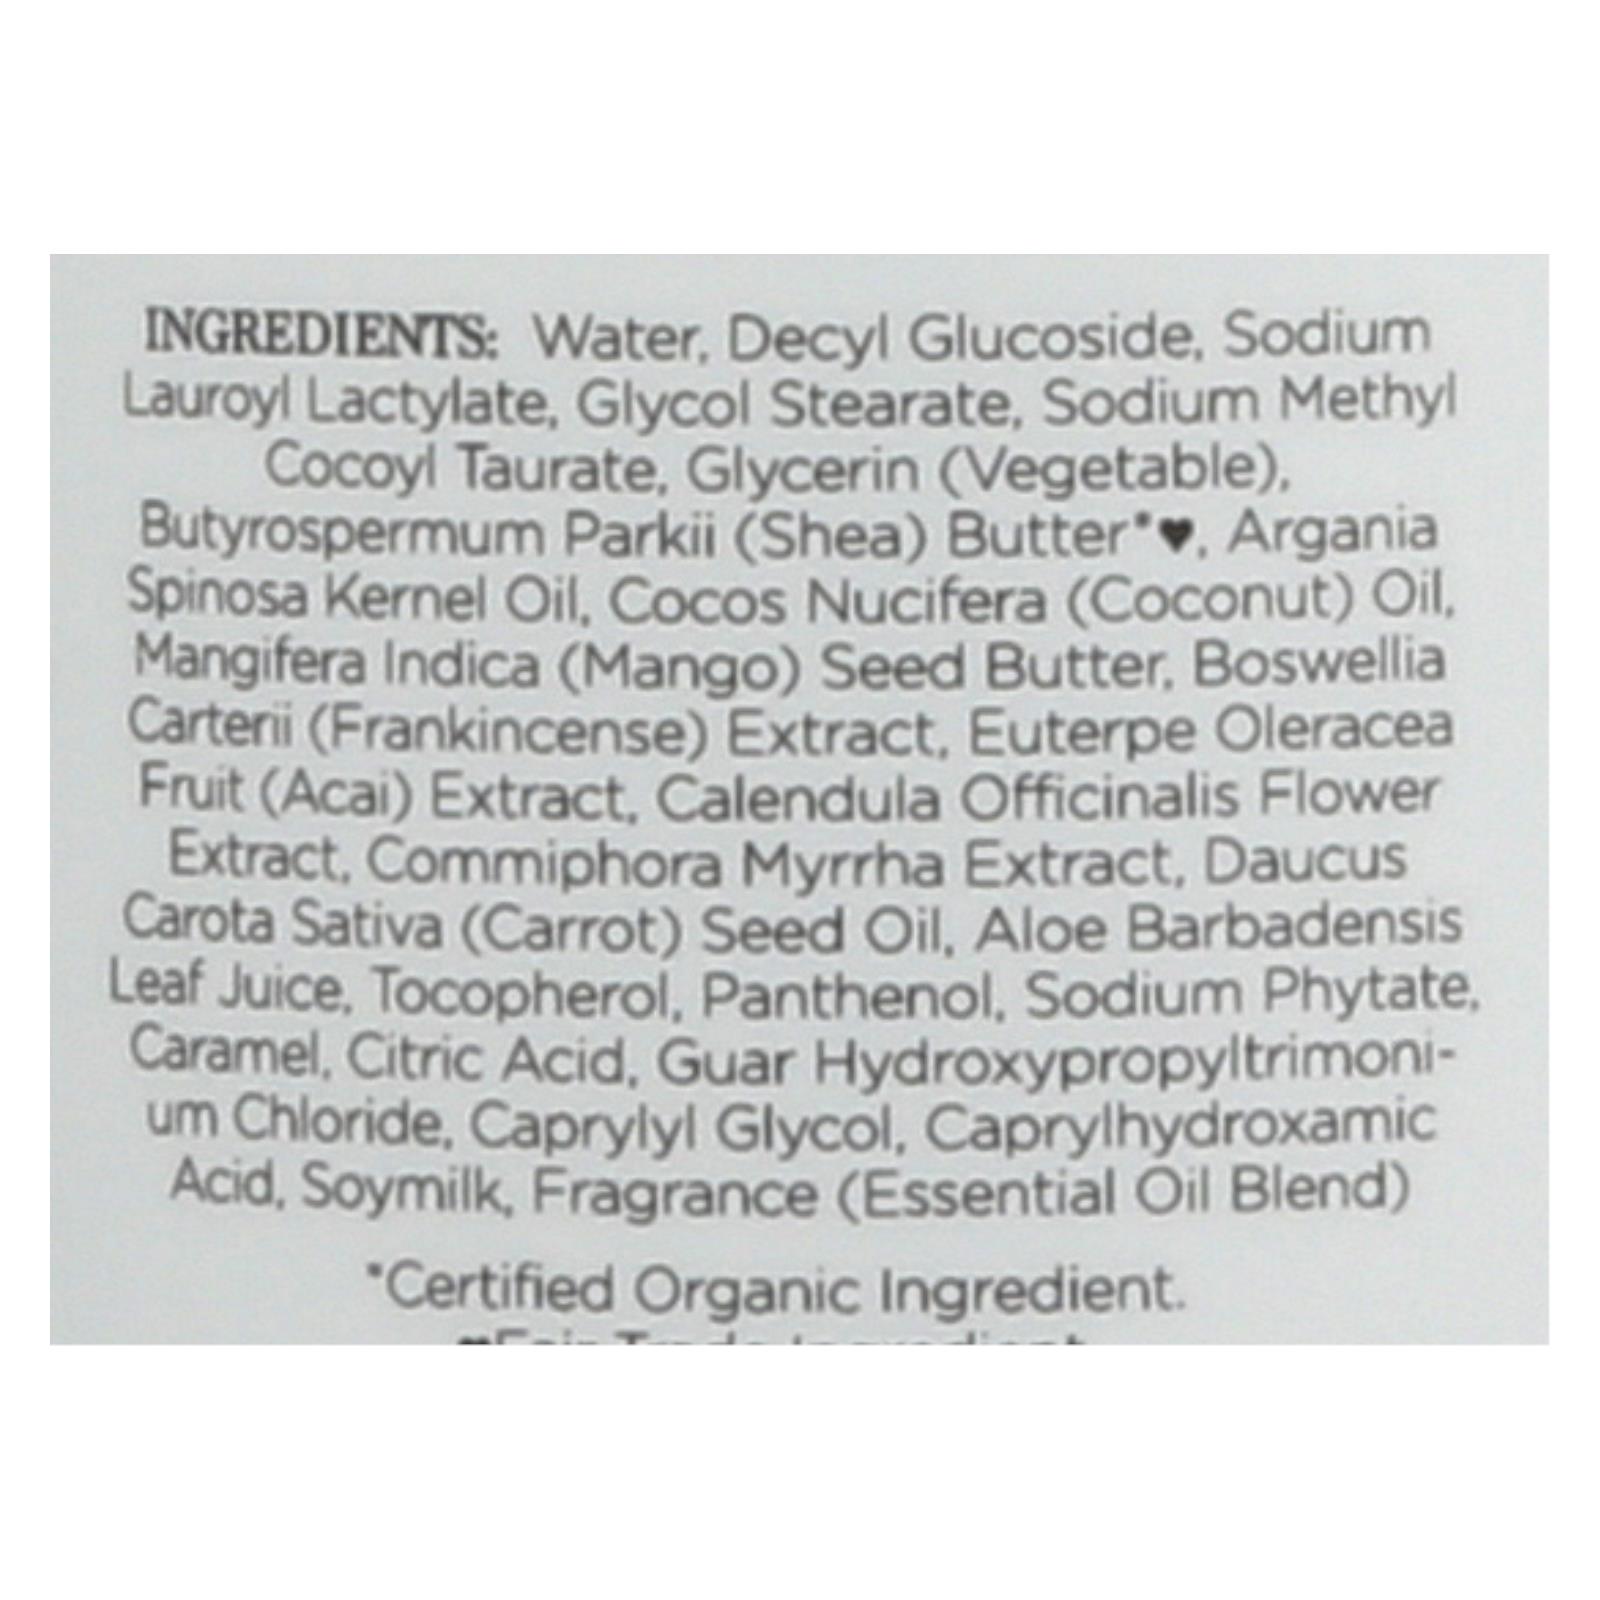 INGREDIENTS: Water, Decyl Glucoside, Sodium
Lauroyl Lactylate, Glycol Stearate, Sodium Methyl
Cocoyl Taurate, Glycerin (Vegetable),
Butyrospermum Parkii (Shea) Butter*♥, Argania
Spinosa Kernel Oil, Cocos Nucifera (Coconut) Oil,
Mangifera Indica (Mango) Seed Butter, Boswellia
Carterii (Frankincense) Extract, Euterpe Oleracea
Fruit (Acai) Extract, Calendula Officinalis Flower
Extract, Commiphora Myrrha Extract, Daucus
Carota Sativa (Carrot) Seed Oil, Aloe Barbadensis
Leaf Juice, Tocopherol, Panthenol, Sodium Phytate,
Caramel, Citric Acid, Guar Hydroxypropyltrimoni-
um Chloride, Caprylyl Glycol, Caprylhydroxamic
Acid, Soymilk, Fragrance (Essential Oil Blend)
*Certified Organic Ingredient.
♥Fair Trade Ingredient